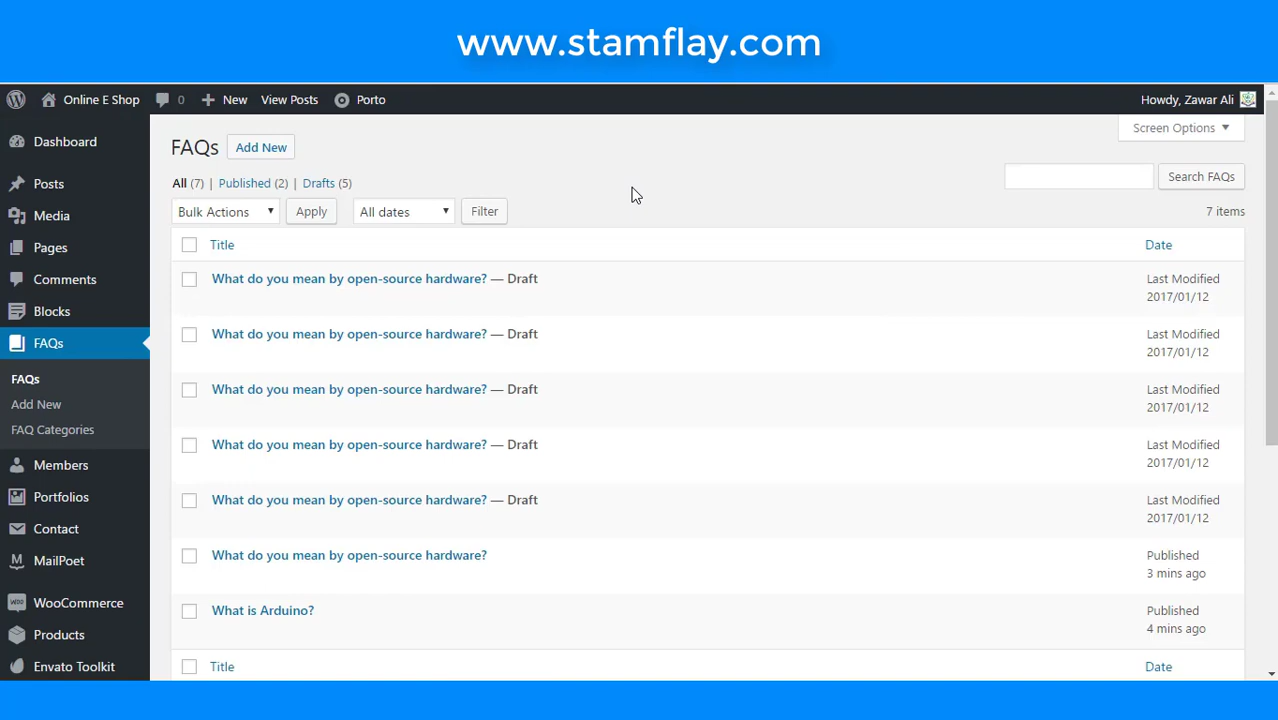 www.stamflay.com
Online E Shop 0 New View Posts Porto Howdy, Zawar Ali
Screen Options
Dashboard
Posts
Media
Pages
Comments
Blocks
FAQs
FAQs
Add New
FAQ Categories
Members
Portfolios
Contact
MailPoet
WooCommerce
Products
Envato Toolkit
FAQs Add New
All (7) | Published (2) | Drafts (5)
Search FAQs
Bulk Actions Apply All dates Filter
7 items
Title Date
What do you mean by open-source hardware? — Draft Last Modified
2017/01/12
What do you mean by open-source hardware? — Draft Last Modified
2017/01/12
What do you mean by open-source hardware? — Draft Last Modified
2017/01/12
What do you mean by open-source hardware? — Draft Last Modified
2017/01/12
What do you mean by open-source hardware? — Draft Last Modified
2017/01/12
What do you mean by open-source hardware? Published
3 mins ago
What is Arduino? Published
4 mins ago
Title Date